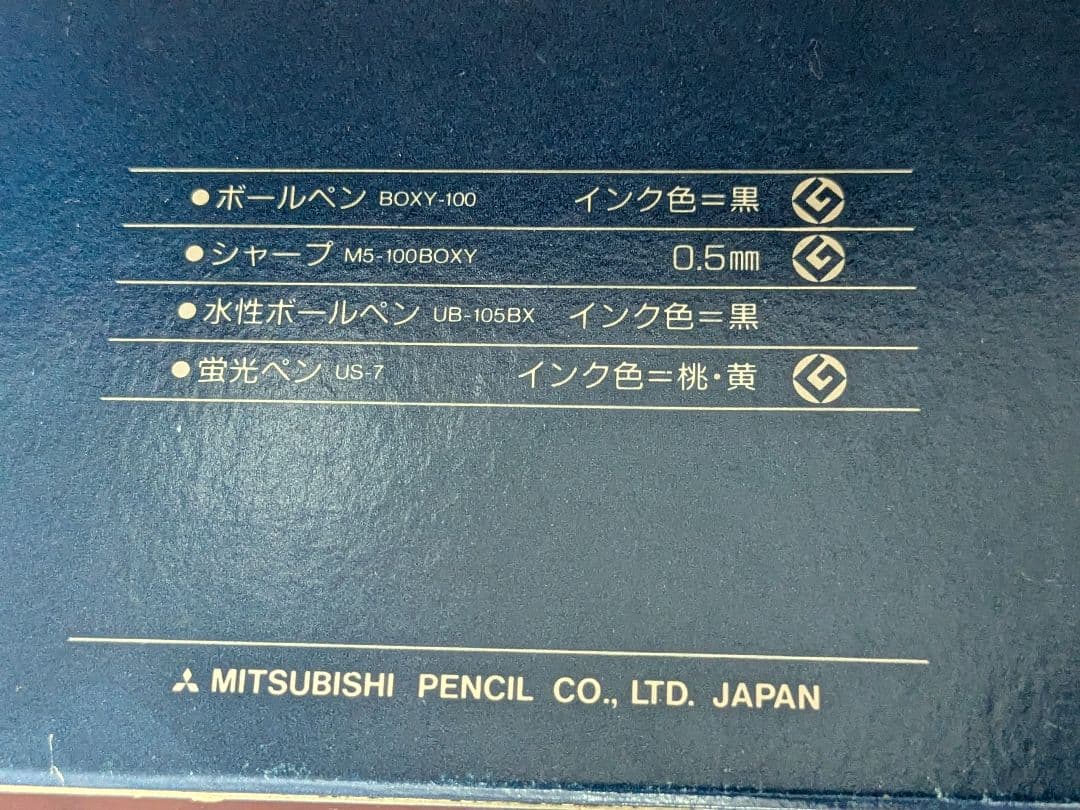 ●ボールペン BOXY-100 インク色=黒
●シャープ M5-100BOXY 0.5mm
●水性ボールペン UB-105BX インク色=黒
●蛍光ペン US-7 インク色=桃・黄
MITSUBISHI PENCIL CO., LTD. JAPAN